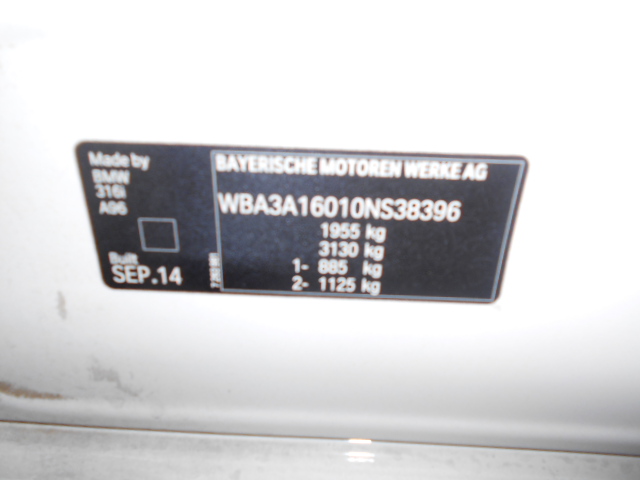 Made by
BMW
316i
A96
Built
SEP.14
BAYERISCHE MOTOREN WERKE AG
WBA3A16010NS38396
1955 kg
3130 kg
1- 885 kg
2- 1125 kg